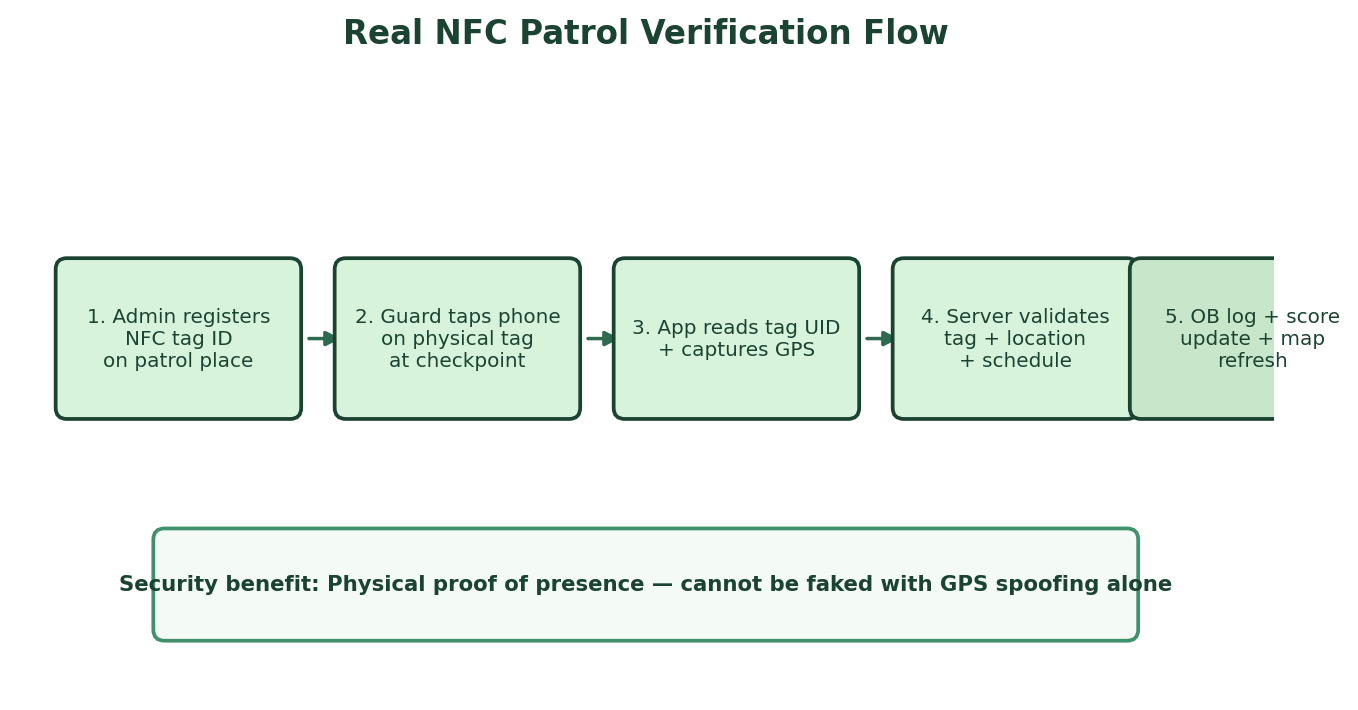 Real NFC Patrol Verification Flow
1. Admin registers
NFC tag ID
on patrol place
2. Guard taps phone
on physical tag
at checkpoint
3. App reads tag UID
+ captures GPS
4. Server validates
tag + location
+ schedule
5. OB log + score
update + map
refresh
Security benefit: Physical proof of presence — cannot be faked with GPS spoofing alone